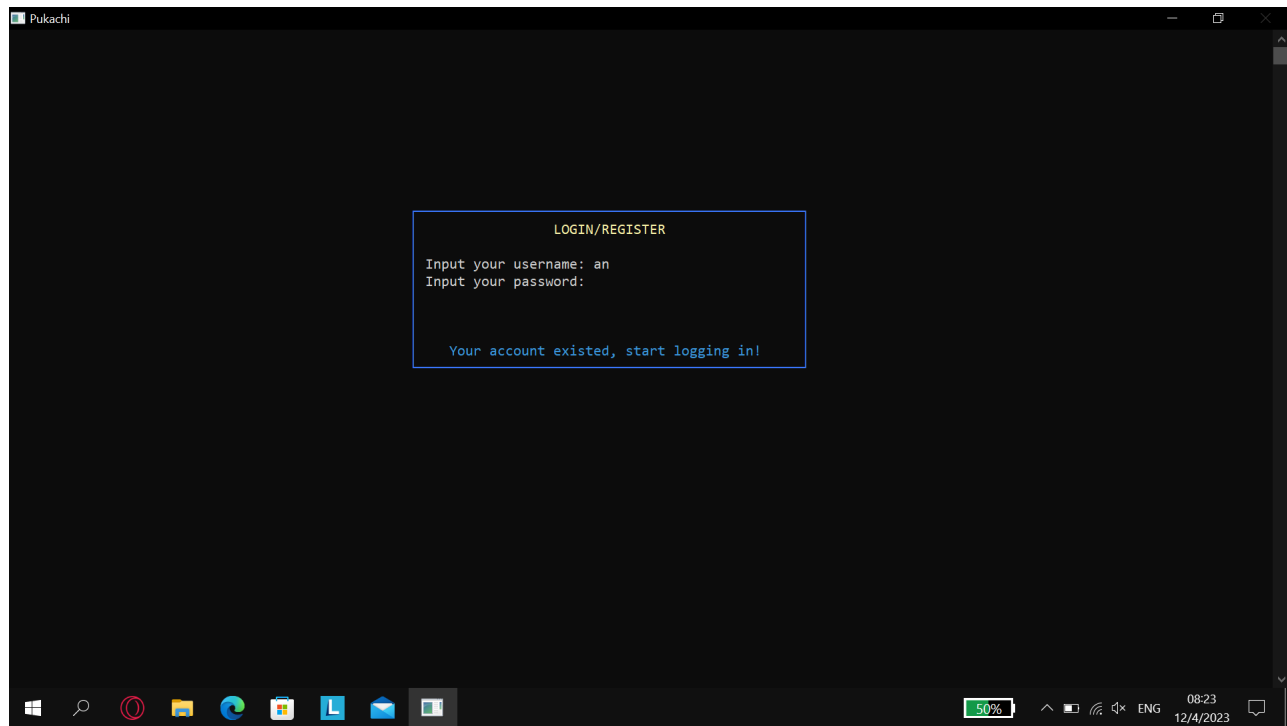 Pukachi
LOGIN/REGISTER
Input your username: an
Input your password:
Your account existed, start logging in!
L
50%
ENG
08:23
12/4/2023